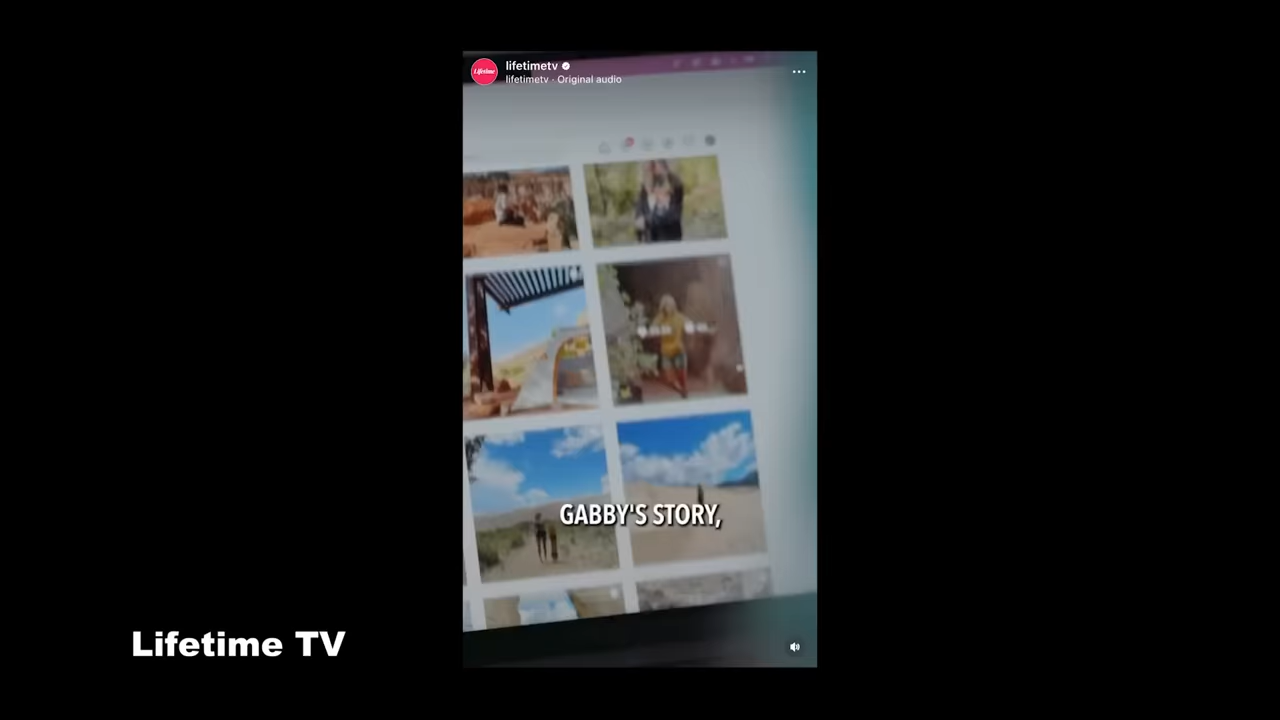 lifetimetv
lifetimetv · Original audio
Lifetime
GABBY'S STORY,
Lifetime TV